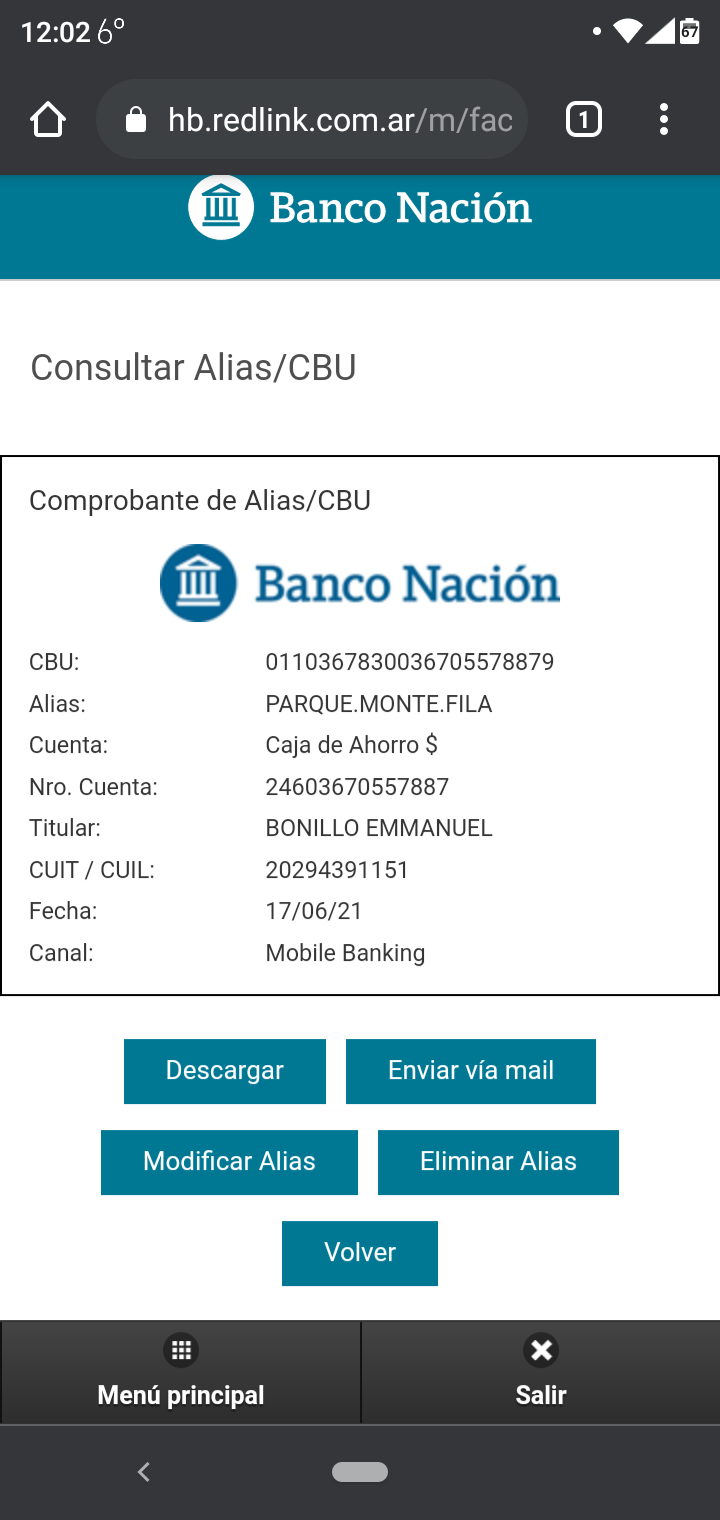 12:02 6°
67
hb.redlink.com.ar/m/fac
1
Banco Nación
Consultar Alias/CBU
Comprobante de Alias/CBU
Banco Nación
CBU: 0110367830036705578879
Alias: PARQUE.MONTE.FILA
Cuenta: Caja de Ahorro $
Nro. Cuenta: 24603670557887
Titular: BONILLO EMMANUEL
CUIT / CUIL: 20294391151
Fecha: 17/06/21
Canal: Mobile Banking
Descargar Enviar vía mail
Modificar Alias Eliminar Alias
Volver
Menú principal Salir